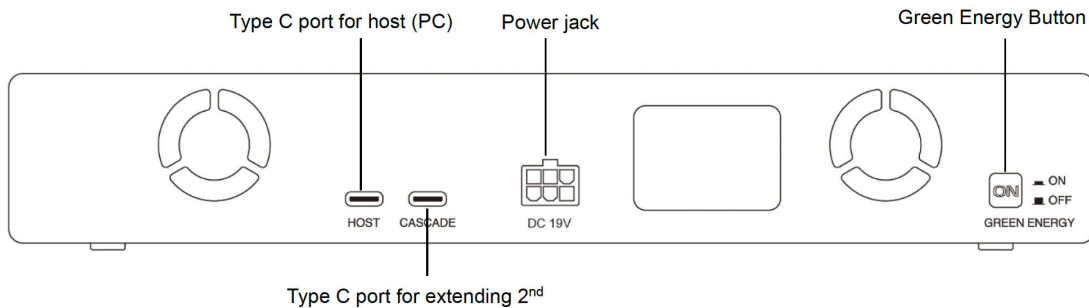 Type C port for host (PC)
Power jack
Green Energy Button
HOST
CASCADE
DC 19V
ON
ON
OFF
GREEN ENERGY
Type C port for extending 2nd